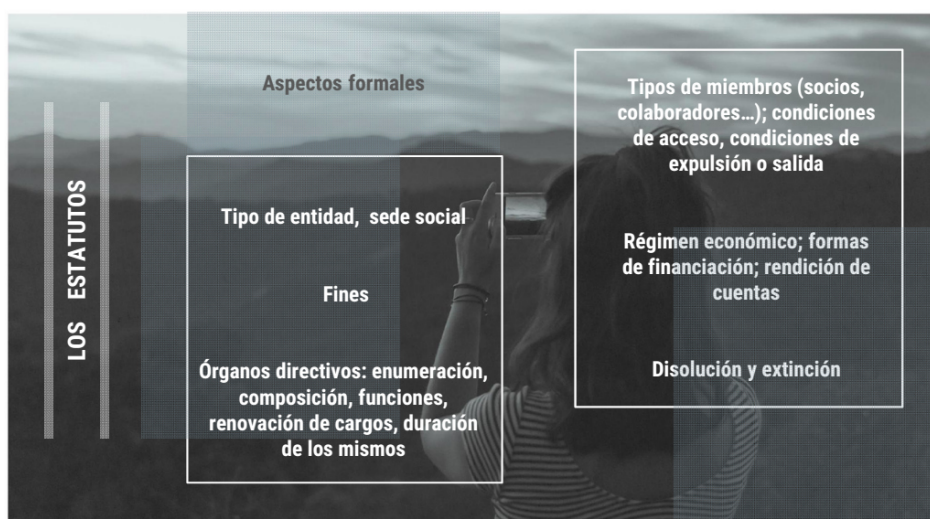 LOS ESTATUTOS
Aspectos formales
Tipo de entidad, sede social
Fines
Órganos directivos: enumeración,
composición, funciones,
renovación de cargos, duración
de los mismos
Tipos de miembros (socios,
colaboradores...); condiciones
de acceso, condiciones de
expulsión o salida
Régimen económico; formas
de financiación; rendición de
cuentas
Disolución y extinción